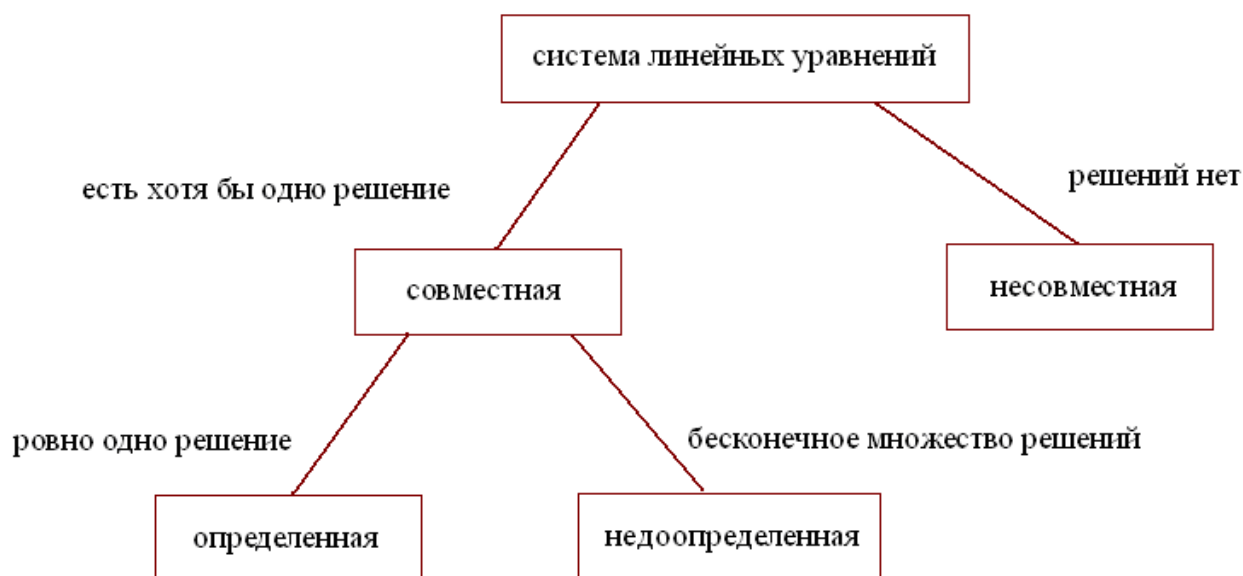 система линейных уравнений
есть хотя бы одно решение
решений нет
совместная
несовместная
ровно одно решение
бесконечное множество решений
определенная
недоопределенная